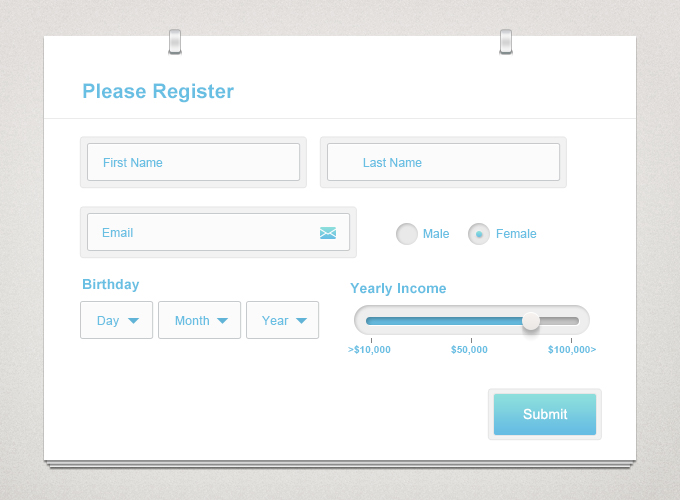 Please Register
First Name Last Name
Email Male Female
Birthday
Yearly Income
Day Month Year
>$10,000 $50,000 $100,000>
Submit